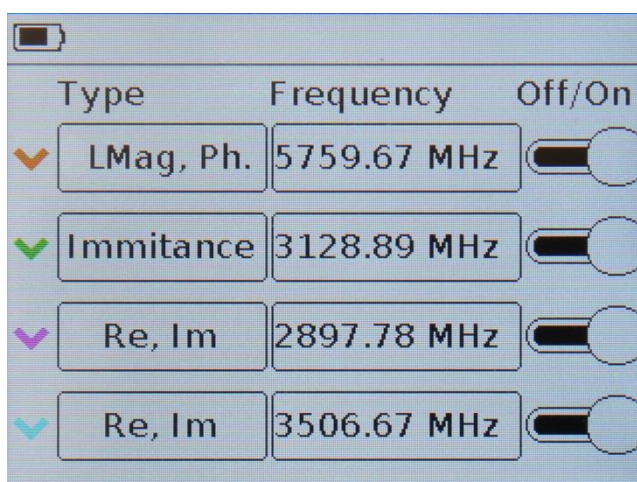 Type Frequency Off/On
LMag, Ph. 5759.67 MHz
Immitance 3128.89 MHz
Re, Im 2897.78 MHz
Re, Im 3506.67 MHz